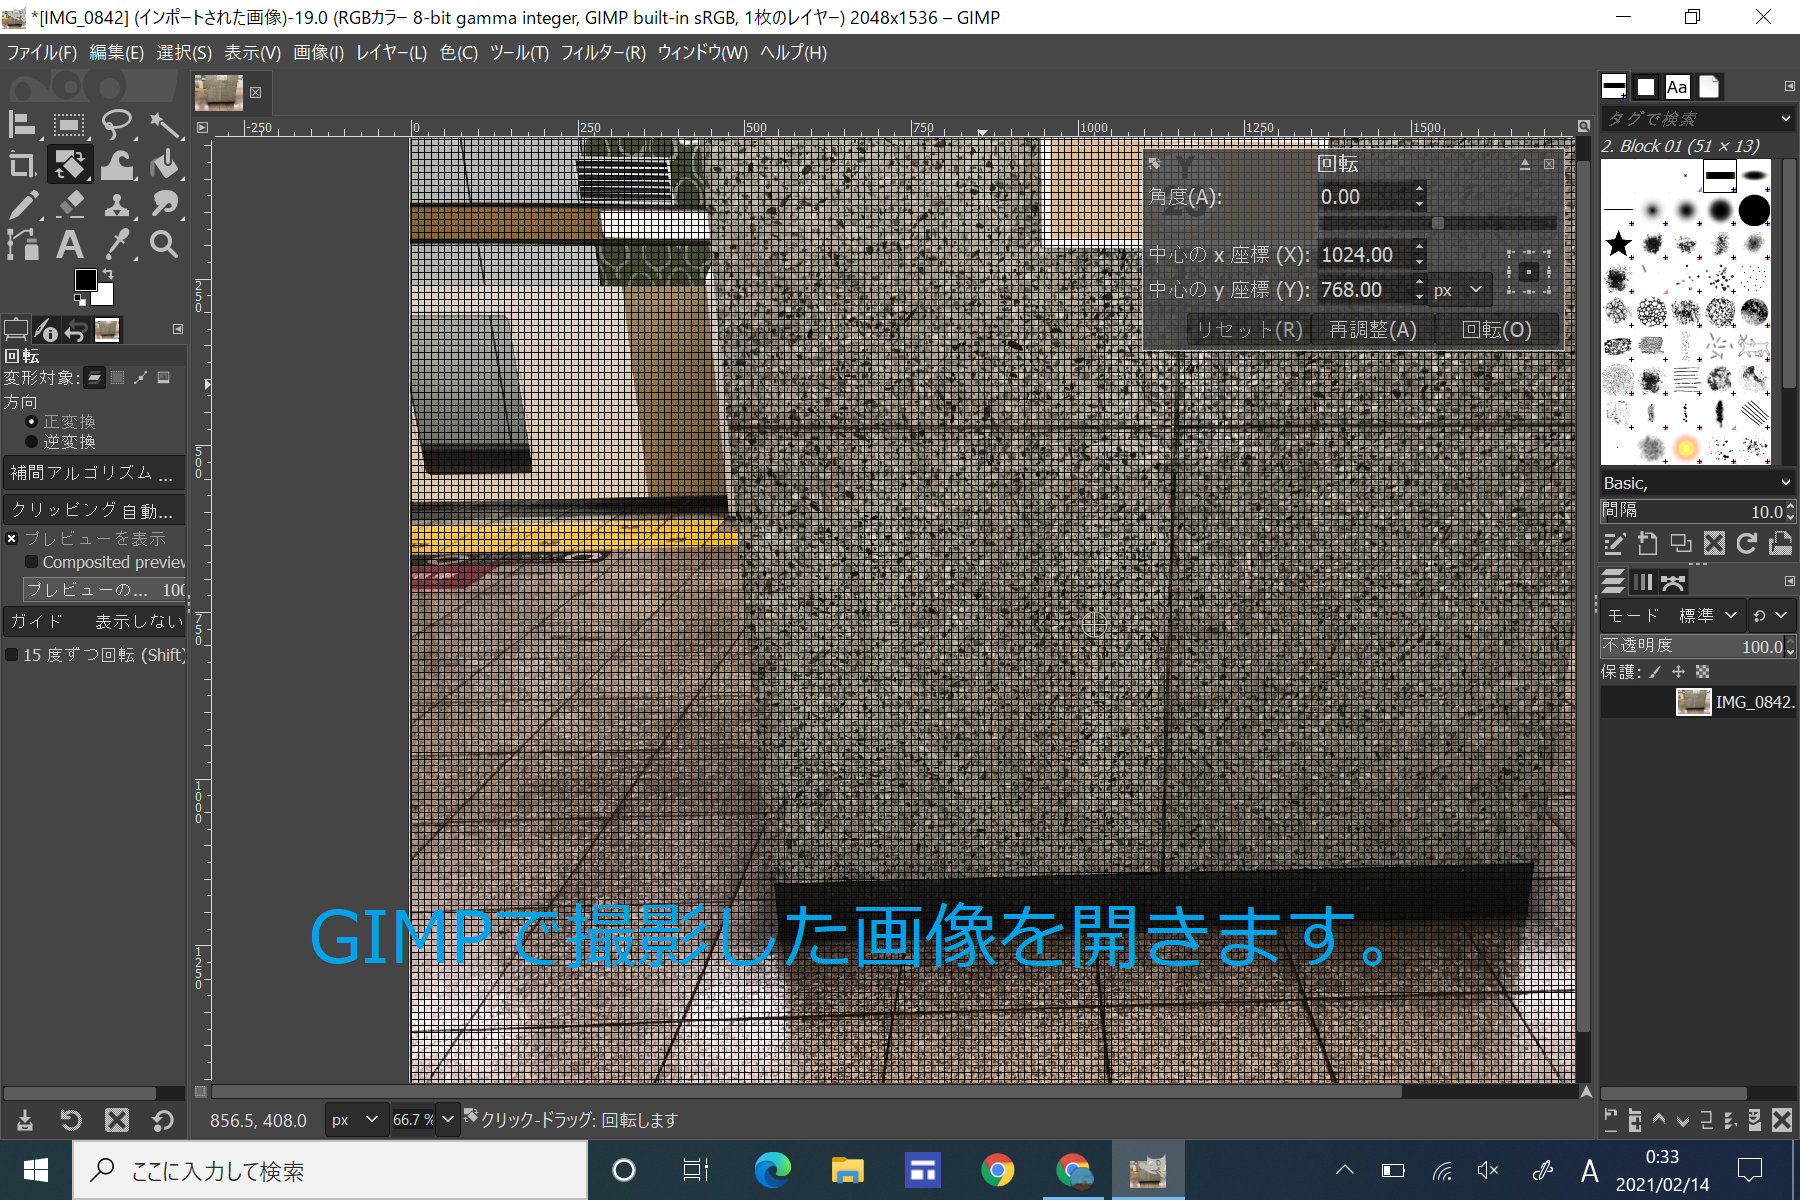 *[IMG_0842] (インポートされた画像)-19.0 (RGBカラー 8-bit gamma integer, GIMP built-in sRGB, 1枚のレイヤー) 2048x1536 – GIMP
ファイル(F) 編集(E) 選択(S) 表示(V) 画像(I) レイヤー(L) 色(C) ツール(T) フィルター(R) ウィンドウ(W) ヘルプ(H)
-250 0 250 500 750 1000 1250 1500
250
500
750
1000
1250
回転
変形対象:
方向
正変換
逆変換
補間アルゴリズム ...
クリッピング 自動...
プレビューを表示
Composited preview
プレビューの... 100
ガイド 表示しない
15 度ずつ回転 (Shift)
回転
角度(A): 0.00
中心の x 座標 (X): 1024.00
中心の y 座標 (Y): 768.00 px
リセット(R) 再調整(A) 回転(O)
Aa
タグで検索
2. Block 01 (51 × 13)
Basic,
間隔 10.0
モード 標準
不透明度 100.0
保護:
IMG_0842.
GIMPで撮影した画像を開きます。
856.5, 408.0 px 66.7 % クリック-ドラッグ: 回転します
ここに入力して検索
A
0:33
2021/02/14